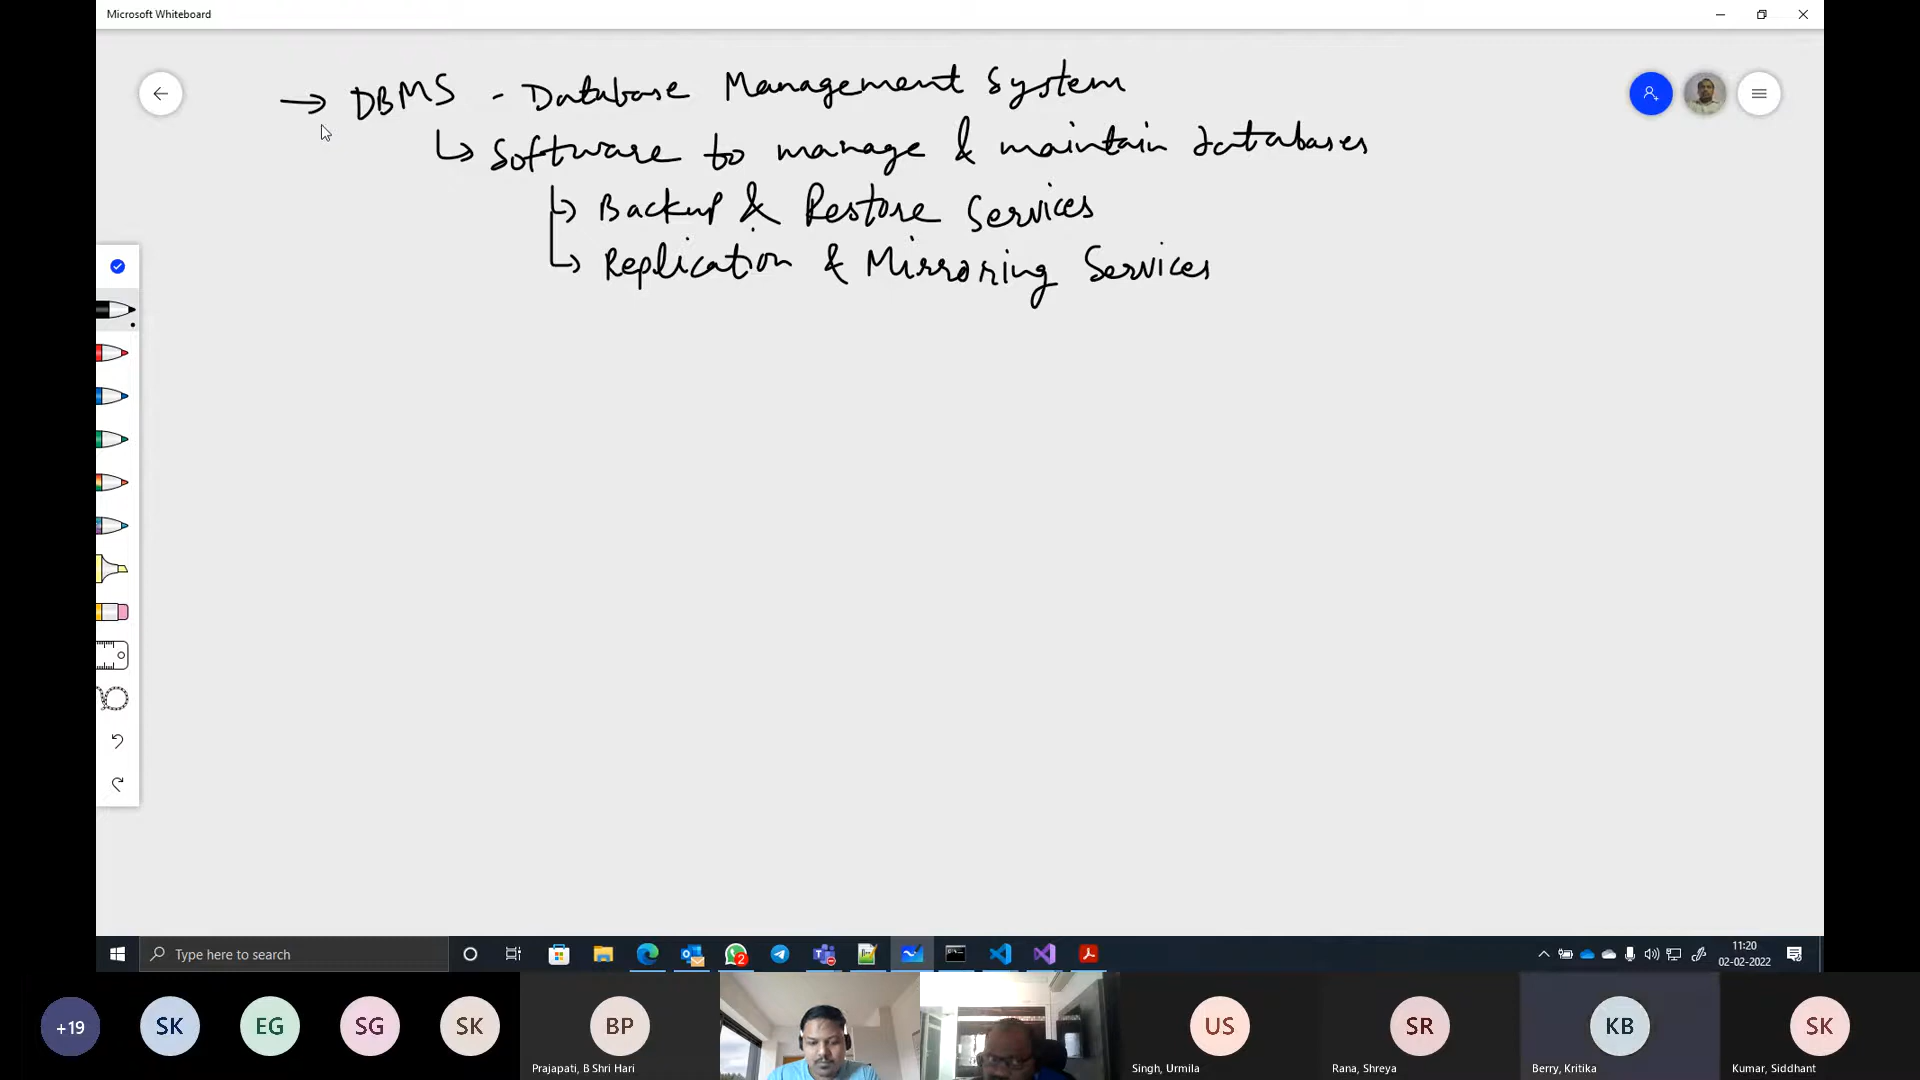 Microsoft Whiteboard
→ DBMS - Database Management System
↳ Software to manage & maintain databases
↳ Backup & Restore Services
↳ Replication & Mirroring Services
Type here to search
2
11:20
02-02-2022
+19
SK
EG
SG
SK
BP
US
SR
KB
SK
Prajapati, B Shri Hari
Singh, Urmila
Rana, Shreya
Berry, Kritika
Kumar, Siddhant